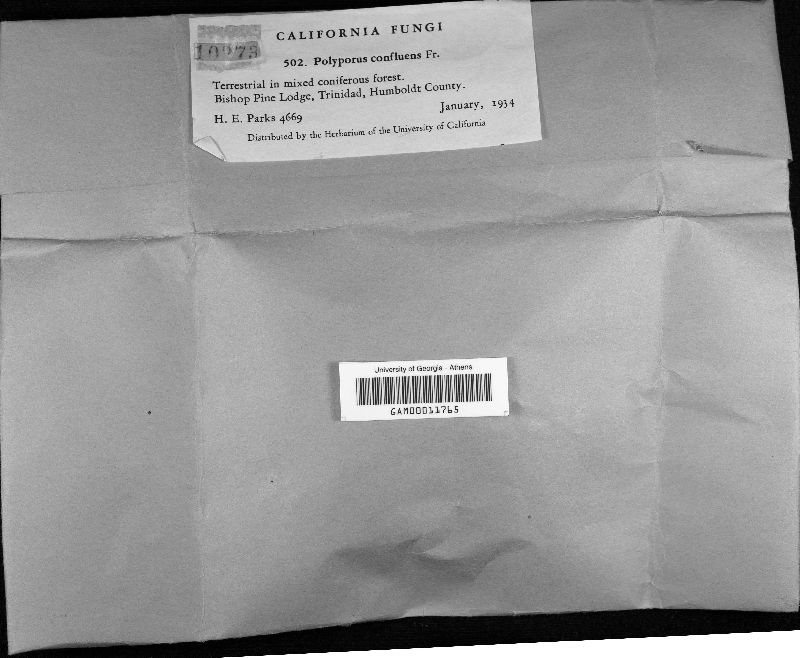 CALIFORNIA FUNGI
10973
502. Polyporus confluens Fr.
Terrestrial in mixed coniferous forest.
Bishop Pine Lodge, Trinidad, Humboldt County.
H. E. Parks 4669 January, 1934
Distributed by the Herbarium of the University of California
University of Georgia - Athens
GAM00011765